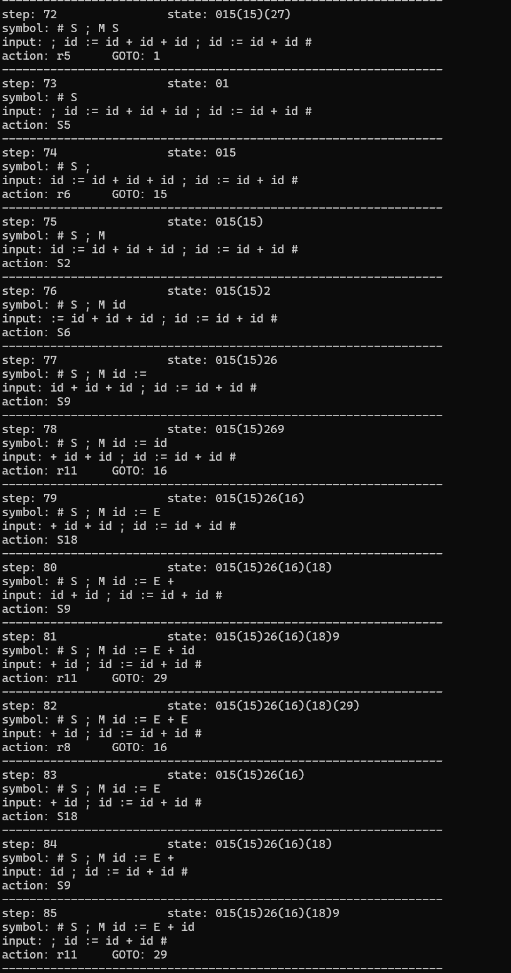 step: 72 state: 015(15)(27)
symbol: # S ; M S
input: ; id := id + id + id ; id := id + id #
action: r5 GOTO: 1
----------------------------------------------------------------
step: 73 state: 01
symbol: # S
input: ; id := id + id + id ; id := id + id #
action: S5
----------------------------------------------------------------
step: 74 state: 015
symbol: # S ;
input: id := id + id + id ; id := id + id #
action: r6 GOTO: 15
----------------------------------------------------------------
step: 75 state: 015(15)
symbol: # S ; M
input: id := id + id + id ; id := id + id #
action: S2
----------------------------------------------------------------
step: 76 state: 015(15)2
symbol: # S ; M id
input: := id + id + id ; id := id + id #
action: S6
----------------------------------------------------------------
step: 77 state: 015(15)26
symbol: # S ; M id :=
input: id + id + id ; id := id + id #
action: S9
----------------------------------------------------------------
step: 78 state: 015(15)269
symbol: # S ; M id := id
input: + id + id ; id := id + id #
action: r11 GOTO: 16
----------------------------------------------------------------
step: 79 state: 015(15)26(16)
symbol: # S ; M id := E
input: + id + id ; id := id + id #
action: S18
----------------------------------------------------------------
step: 80 state: 015(15)26(16)(18)
symbol: # S ; M id := E +
input: id + id ; id := id + id #
action: S9
----------------------------------------------------------------
step: 81 state: 015(15)26(16)(18)9
symbol: # S ; M id := E + id
input: + id ; id := id + id #
action: r11 GOTO: 29
----------------------------------------------------------------
step: 82 state: 015(15)26(16)(18)(29)
symbol: # S ; M id := E + E
input: + id ; id := id + id #
action: r8 GOTO: 16
----------------------------------------------------------------
step: 83 state: 015(15)26(16)
symbol: # S ; M id := E
input: + id ; id := id + id #
action: S18
----------------------------------------------------------------
step: 84 state: 015(15)26(16)(18)
symbol: # S ; M id := E +
input: id ; id := id + id #
action: S9
----------------------------------------------------------------
step: 85 state: 015(15)26(16)(18)9
symbol: # S ; M id := E + id
input: ; id := id + id #
action: r11 GOTO: 29
----------------------------------------------------------------